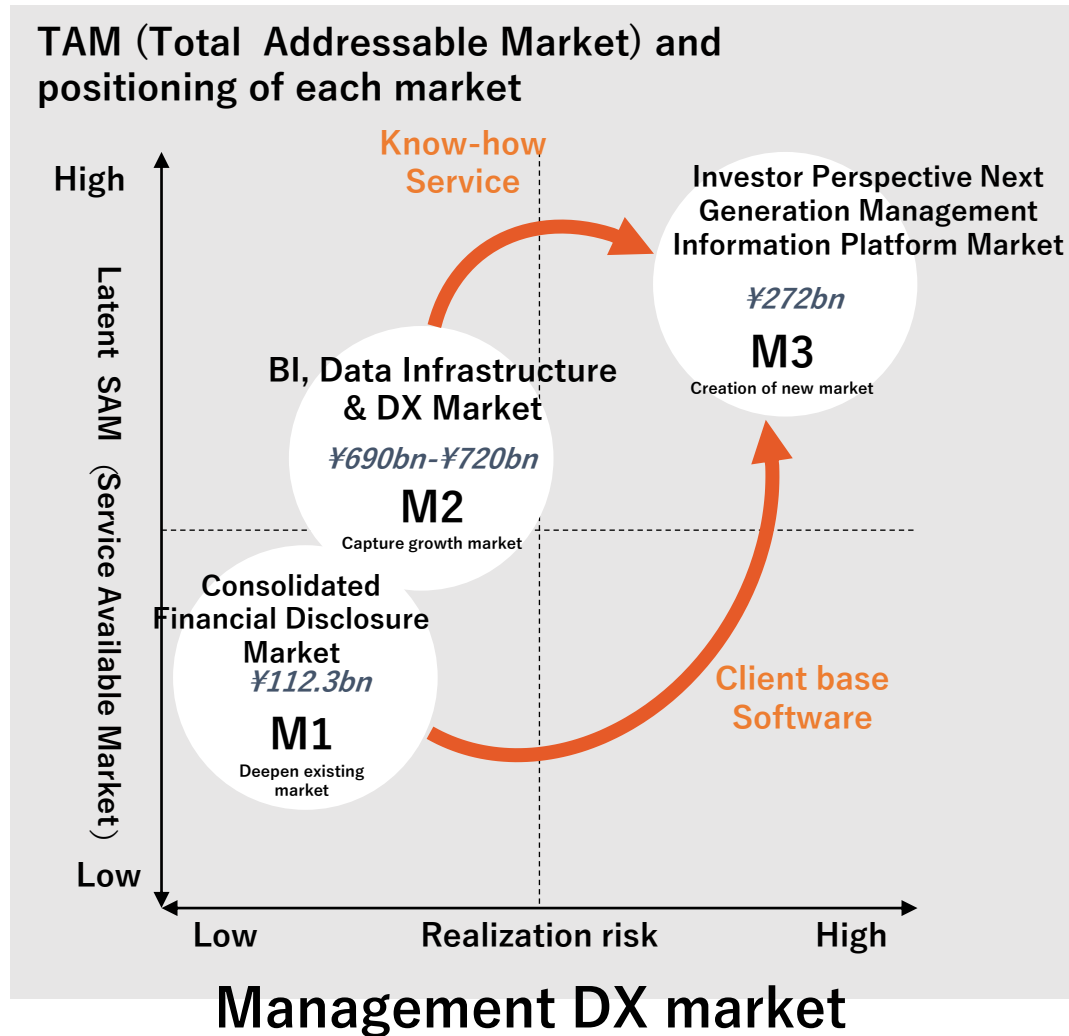 TAM (Total Addressable Market) and
positioning of each market
Know-how
Service
High
Investor Perspective Next
Generation Management
Information Platform Market
¥272bn
M3
Creation of new market
Latent SAM (Service Available Market)
BI, Data Infrastructure
& DX Market
¥690bn-¥720bn
M2
Capture growth market
Consolidated
Financial Disclosure
Market
¥112.3bn
M1
Deepen existing
market
Client base
Software
Low
Low
Realization risk
High
Management DX market